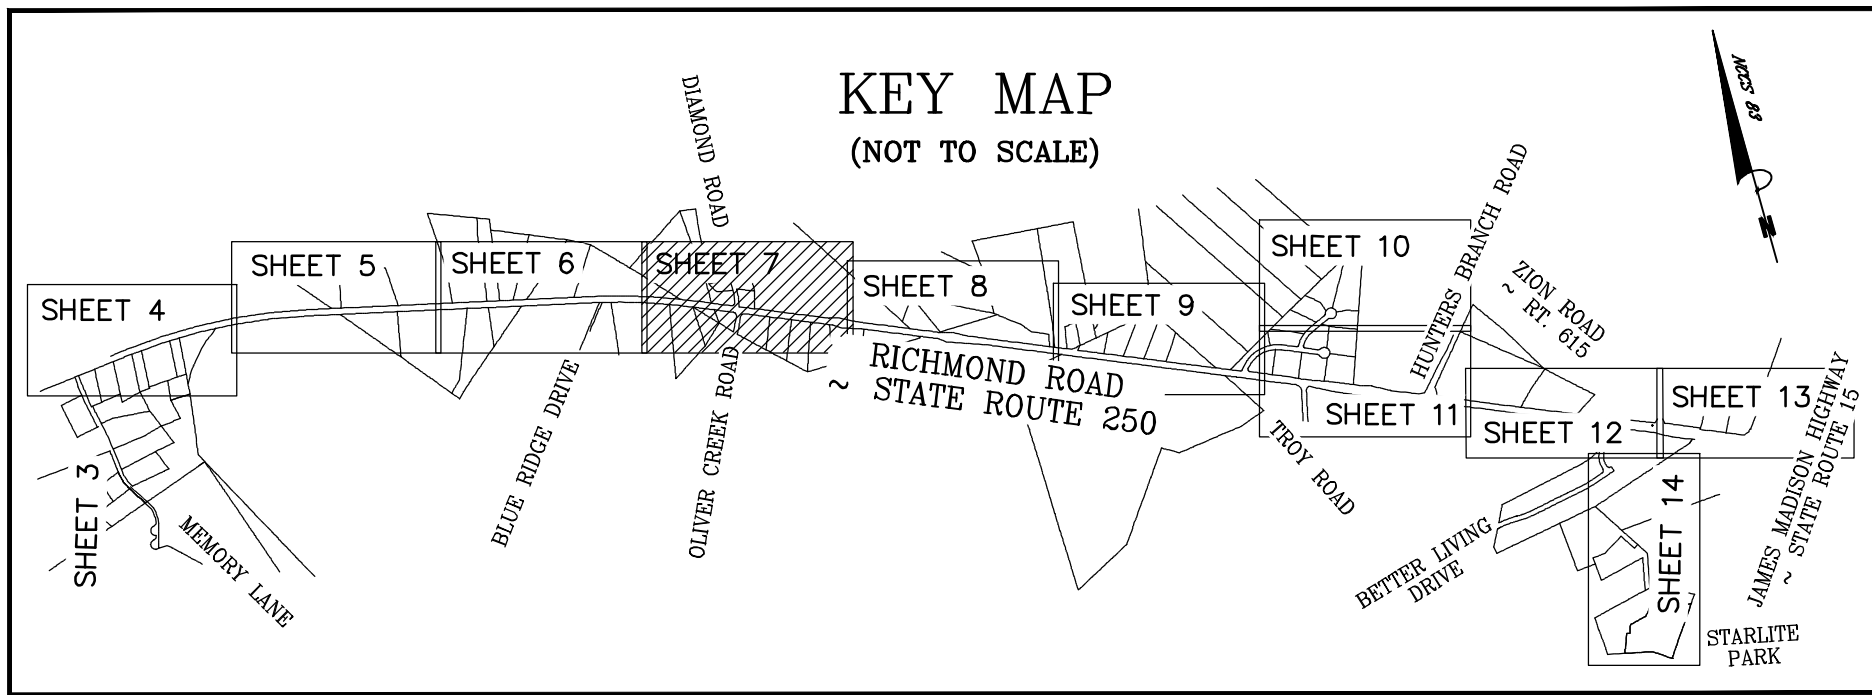 KEY MAP
(NOT TO SCALE)
NCCS 83
N
DIAMOND ROAD
SHEET 3
SHEET 4
SHEET 5
SHEET 6
SHEET 7
SHEET 8
SHEET 9
SHEET 10
SHEET 11
SHEET 12
SHEET 13
SHEET 14
HUNTERS BRANCH ROAD
ZION ROAD
~ RT. 615
RICHMOND ROAD
~ STATE ROUTE 250
MEMORY LANE
BLUE RIDGE DRIVE
OLIVER CREEK ROAD
TROY ROAD
BETTER LIVING
DRIVE
JAMES MADISON HIGHWAY
~ STATE ROUTE 15
STARLITE
PARK